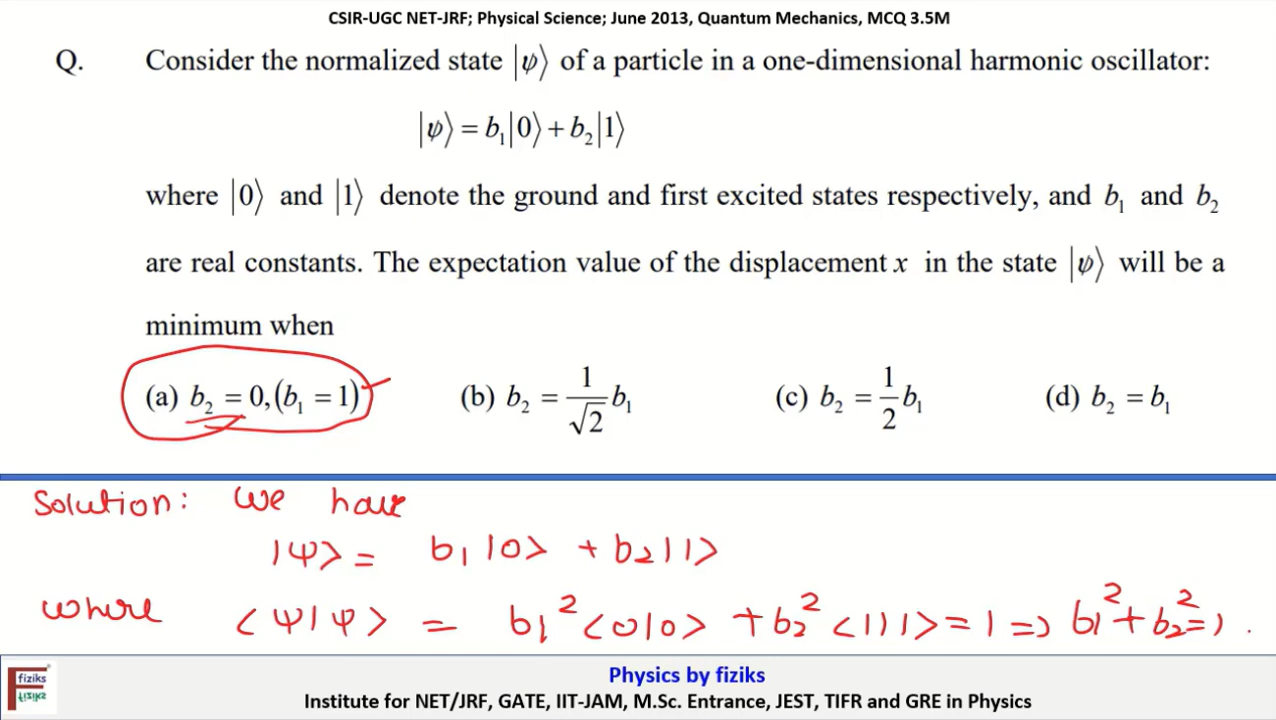 CSIR-UGC NET-JRF; Physical Science; June 2013, Quantum Mechanics, MCQ 3.5M
Q. Consider the normalized state |ψ⟩ of a particle in a one-dimensional harmonic oscillator:
|ψ⟩ = b₁|0⟩ + b₂|1⟩
where |0⟩ and |1⟩ denote the ground and first excited states respectively, and b₁ and b₂
are real constants. The expectation value of the displacement x in the state |ψ⟩ will be a
minimum when
(a) b₂ = 0, (b₁ = 1) (b) b₂ = 1/√2 b₁ (c) b₂ = 1/2 b₁ (d) b₂ = b₁
Solution: We have
|ψ⟩ = b₁|0⟩ + b₂|1⟩
where ⟨ψ|ψ⟩ = b₁² ⟨0|0⟩ + b₂² ⟨1|1⟩ = 1 ⇒ b₁² + b₂² = 1.
fiziks
Physics by fiziks
Institute for NET/JRF, GATE, IIT-JAM, M.Sc. Entrance, JEST, TIFR and GRE in Physics